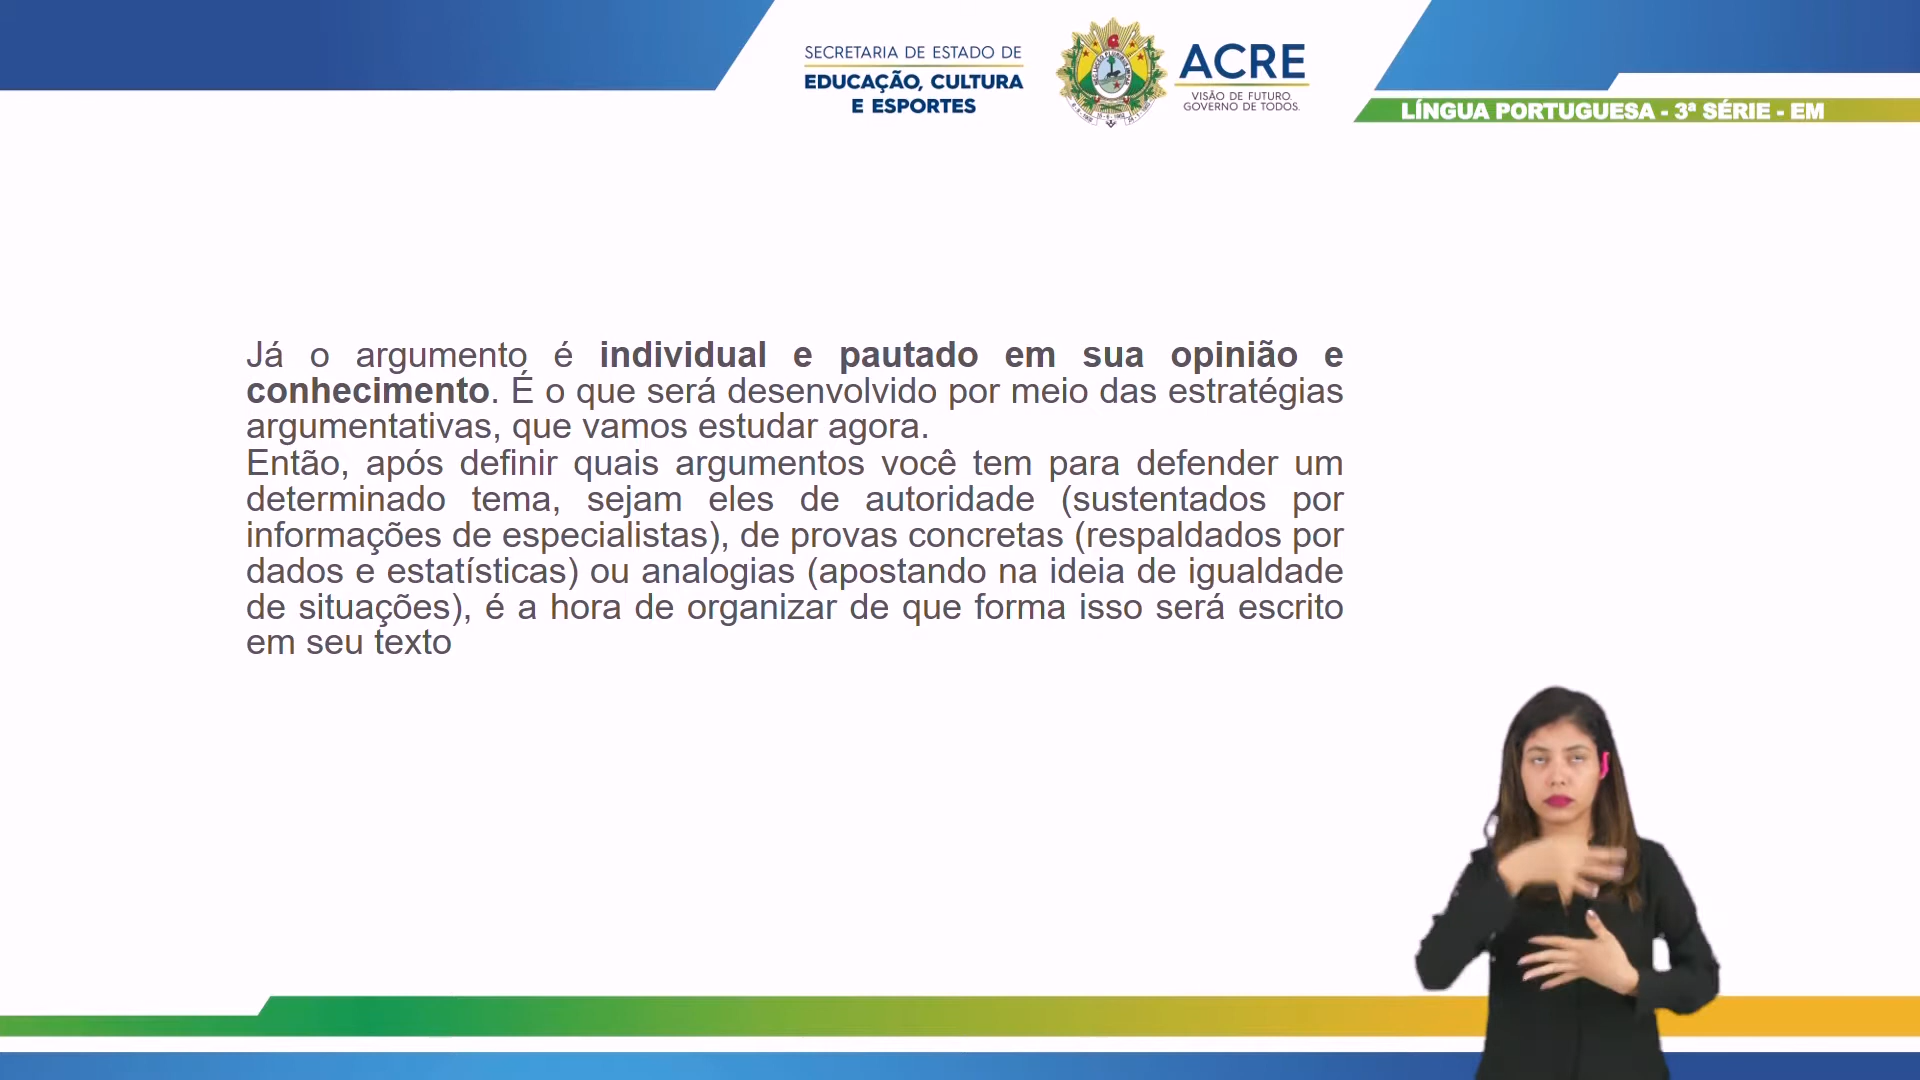 SECRETARIA DE ESTADO DE
EDUCAÇÃO, CULTURA
E ESPORTES
ACRE
VISÃO DE FUTURO.
GOVERNO DE TODOS.
LÍNGUA PORTUGUESA - 3ª SÉRIE - EM
Já o argumento é individual e pautado em sua opinião e
conhecimento. É o que será desenvolvido por meio das estratégias
argumentativas, que vamos estudar agora.
Então, após definir quais argumentos você tem para defender um
determinado tema, sejam eles de autoridade (sustentados por
informações de especialistas), de provas concretas (respaldados por
dados e estatísticas) ou analogias (apostando na ideia de igualdade
de situações), é a hora de organizar de que forma isso será escrito
em seu texto